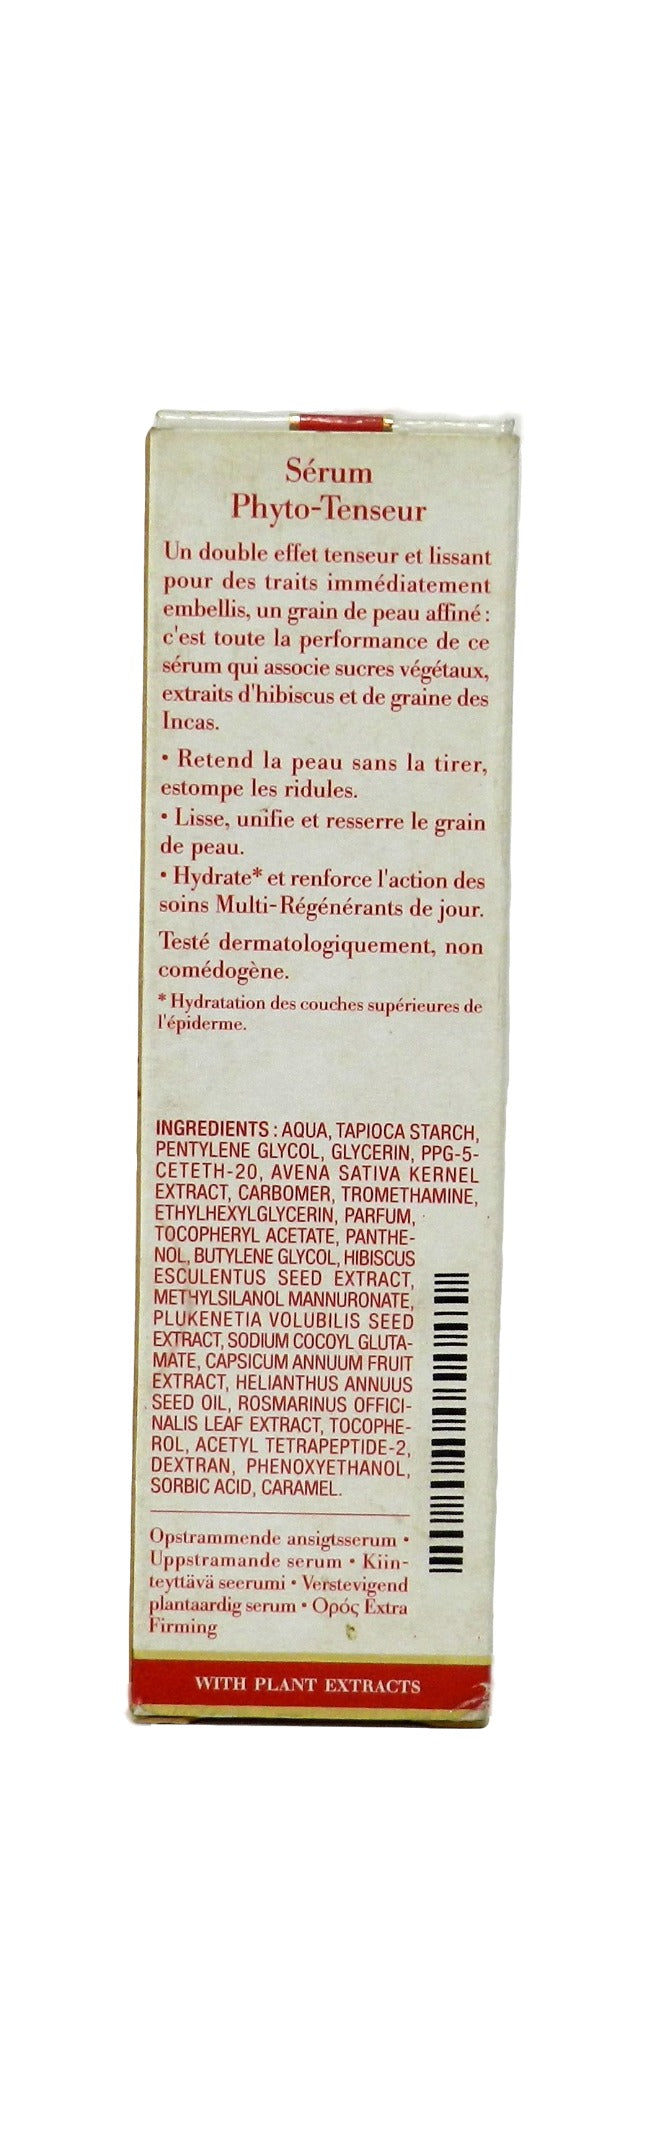 Sérum
Phyto-Tenseur
Un double effet tenseur et lissant
pour des traits immédiatement
embellis, un grain de peau affiné :
c'est toute la performance de ce
sérum qui associe sucres végétaux,
extraits d'hibiscus et de graine des
Incas.
• Retend la peau sans la tirer,
estompe les ridules.
• Lisse, unifie et resserre le grain
de peau.
• Hydrate* et renforce l'action des
soins Multi-Régénérants de jour.
Testé dermatologiquement, non
comédogène.
* Hydratation des couches supérieures de
l'épiderme.
INGREDIENTS : AQUA, TAPIOCA STARCH,
PENTYLENE GLYCOL, GLYCERIN, PPG-5-
CETETH-20, AVENA SATIVA KERNEL
EXTRACT, CARBOMER, TROMETHAMINE,
ETHYLHEXYLGLYCERIN, PARFUM,
TOCOPHERYL ACETATE, PANTHE-
NOL, BUTYLENE GLYCOL, HIBISCUS
ESCULENTUS SEED EXTRACT,
METHYLSILANOL MANNURONATE,
PLUKENETIA VOLUBILIS SEED
EXTRACT, SODIUM COCOYL GLUTA-
MATE, CAPSICUM ANNUUM FRUIT
EXTRACT, HELIANTHUS ANNUUS
SEED OIL, ROSMARINUS OFFICI-
NALIS LEAF EXTRACT, TOCOPHE-
ROL, ACETYL TETRAPEPTIDE-2,
DEXTRAN, PHENOXYETHANOL,
SORBIC ACID, CARAMEL.
Opstrammende ansigtsserum •
Uppstramande serum • Kiin-
teyttävä seerumi • Verstevigend
plantaardig serum • Ορός Extra
Firming
WITH PLANT EXTRACTS